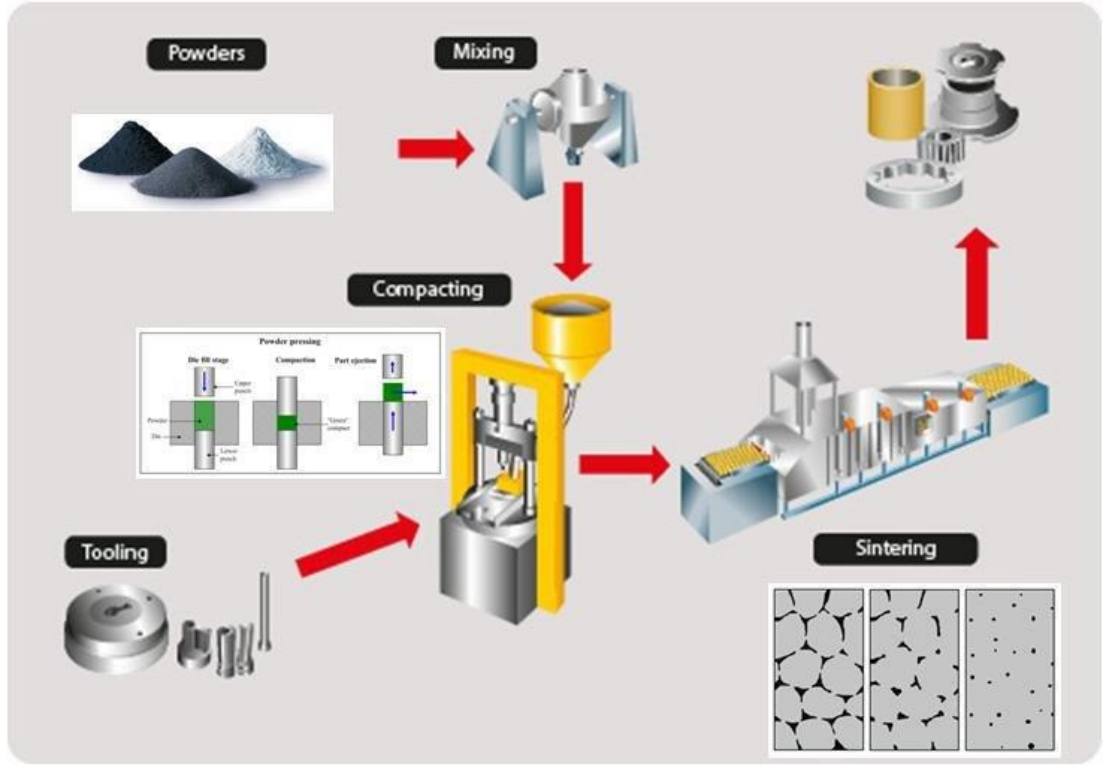 Powders
Mixing
Compacting
Powder pressing
Die fill stage
Compaction
Part ejection
Upper
punch
Powder
"Green"
compact
Die
Lower
punch
Tooling
Sintering